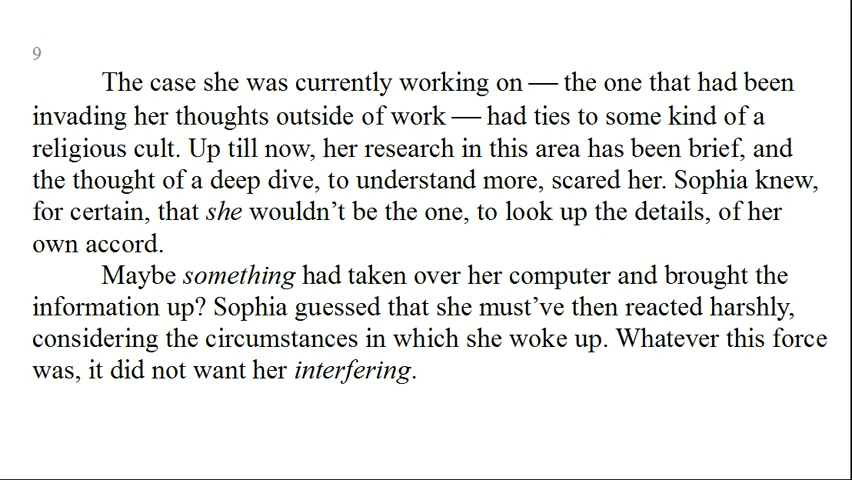 9
The case she was currently working on — the one that had been
invading her thoughts outside of work — had ties to some kind of a
religious cult. Up till now, her research in this area has been brief, and
the thought of a deep dive, to understand more, scared her. Sophia knew,
for certain, that she wouldn’t be the one, to look up the details, of her
own accord.
Maybe something had taken over her computer and brought the
information up? Sophia guessed that she must’ve then reacted harshly,
considering the circumstances in which she woke up. Whatever this force
was, it did not want her interfering.